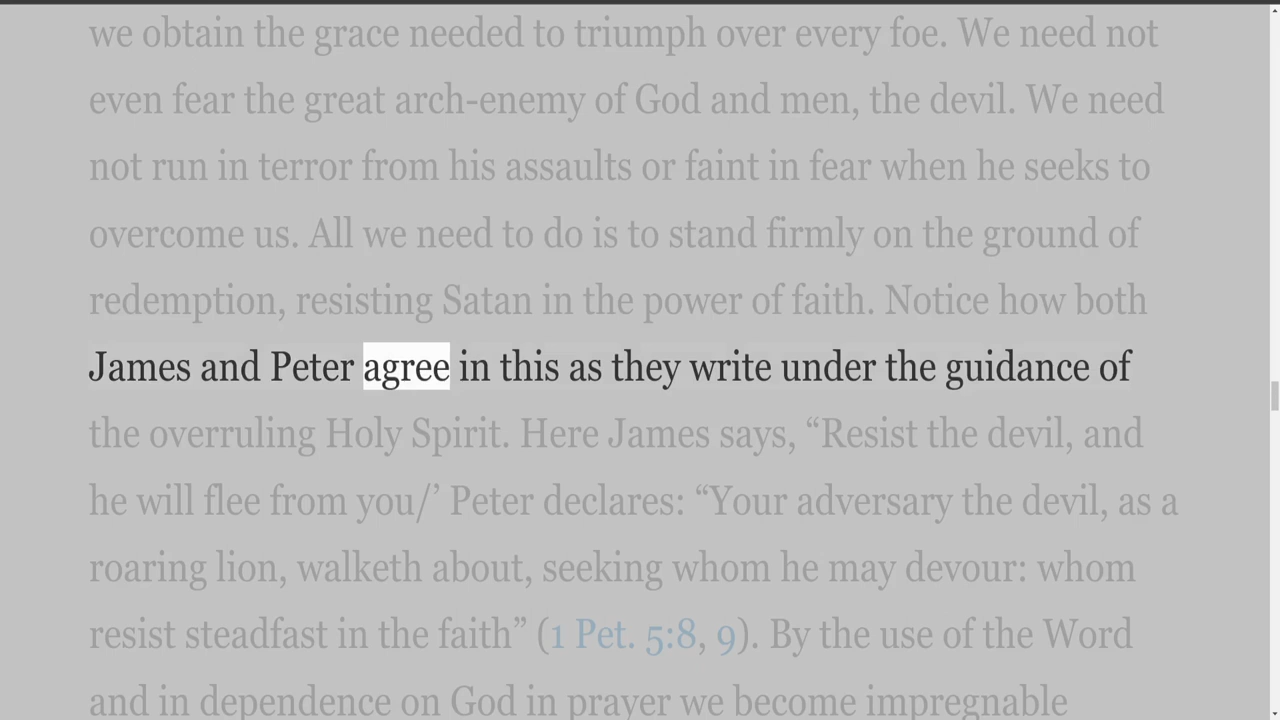 we obtain the grace needed to triumph over every foe. We need not
even fear the great arch-enemy of God and men, the devil. We need
not run in terror from his assaults or faint in fear when he seeks to
overcome us. All we need to do is to stand firmly on the ground of
redemption, resisting Satan in the power of faith. Notice how both
James and Peter agree in this as they write under the guidance of
the overruling Holy Spirit. Here James says, “Resist the devil, and
he will flee from you/’ Peter declares: “Your adversary the devil, as a
roaring lion, walketh about, seeking whom he may devour: whom
resist steadfast in the faith” (1 Pet. 5:8, 9). By the use of the Word
and in dependence on God in prayer we become impregnable